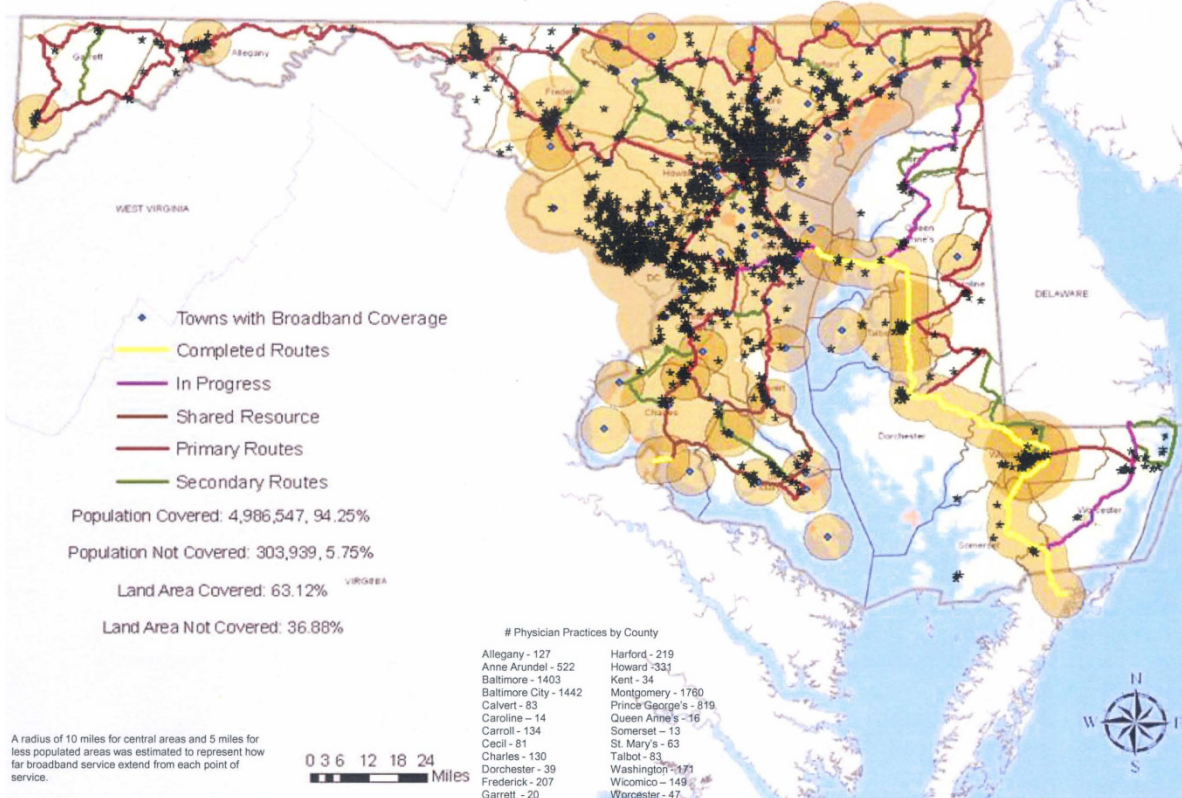 Garrett
Allegany
Frederi
Harford
Howa
WEST VIRGINIA
DC
Queen
Anne's
Caroline
DELAWARE
Talbo
Charles
Dorchester
Worcester
Somerset
Towns with Broadband Coverage
Completed Routes
In Progress
Shared Resource
Primary Routes
Secondary Routes
Population Covered: 4,986,547, 94.25%
Population Not Covered: 303,939, 5.75%
Land Area Covered: 63.12%
VIRGINIA
Land Area Not Covered: 36.88%
# Physician Practices by County
Allegany - 127
Anne Arundel - 522
Baltimore - 1403
Baltimore City - 1442
Calvert - 83
Caroline – 14
Carroll - 134
Cecil - 81
Charles - 130
Dorchester - 39
Frederick - 207
Garrett - 20
Harford - 219
Howard -331
Kent - 34
Montgomery - 1760
Prince George's - 819
Queen Anne's - 16
Somerset – 13
St. Mary's - 63
Talbot - 83
Washington - 171
Wicomico – 149
Worcester - 47
A radius of 10 miles for central areas and 5 miles for
less populated areas was estimated to represent how
far broadband service extend from each point of
service.
0 3 6 12 18 24
Miles
N
W
E
S